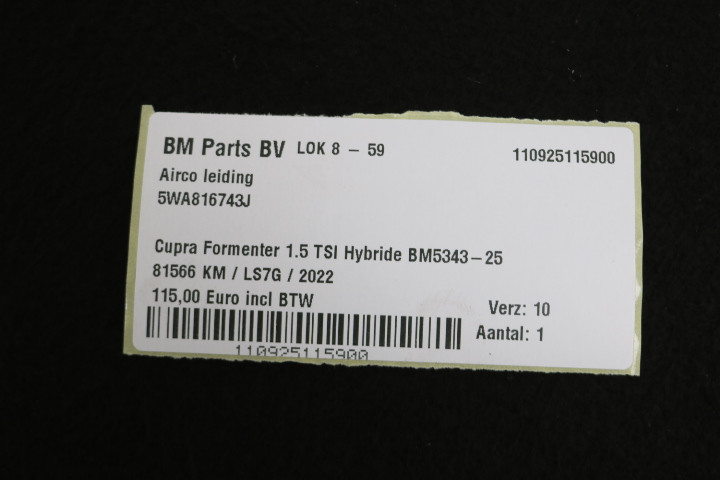 BM Parts BV LOK 8 - 59 110925115900
Airco leiding
5WA816743J
Cupra Formenter 1.5 TSI Hybride BM5343-25
81566 KM / LS7G / 2022
115,00 Euro incl BTW
Verz: 10
Aantal: 1
110925115900